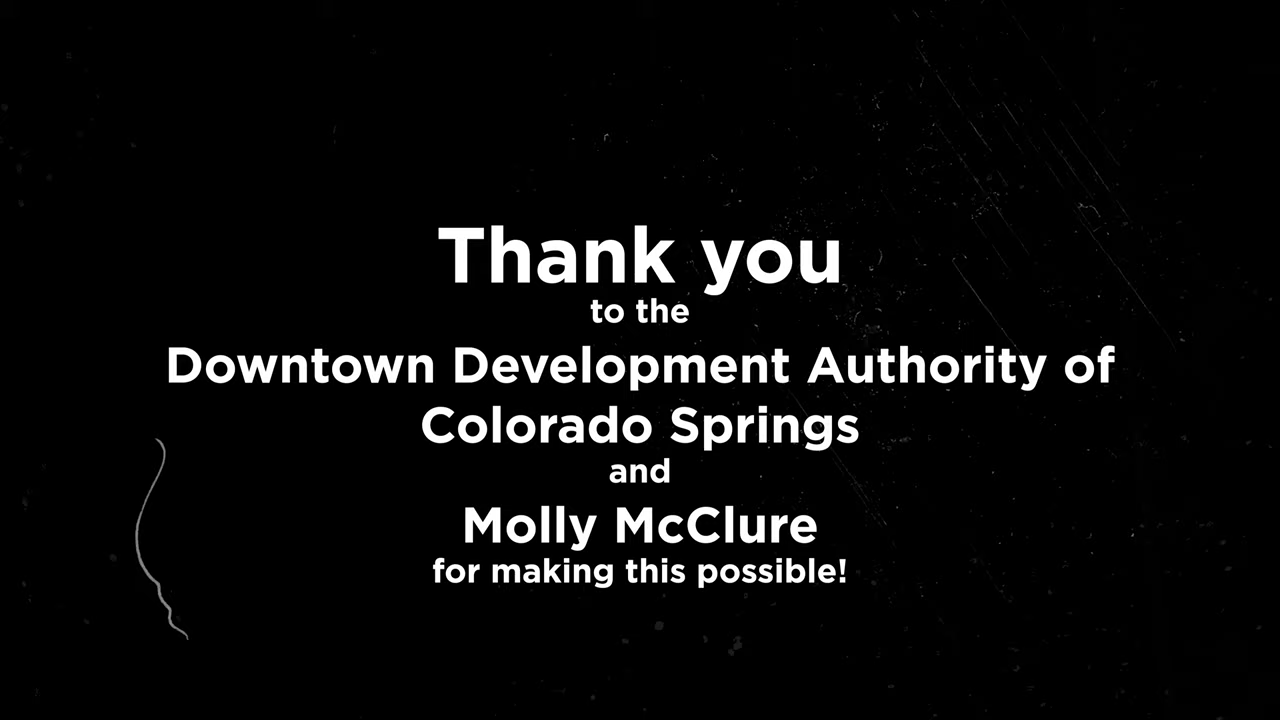 Thank you
to the
Downtown Development Authority of
Colorado Springs
and
Molly McClure
for making this possible!